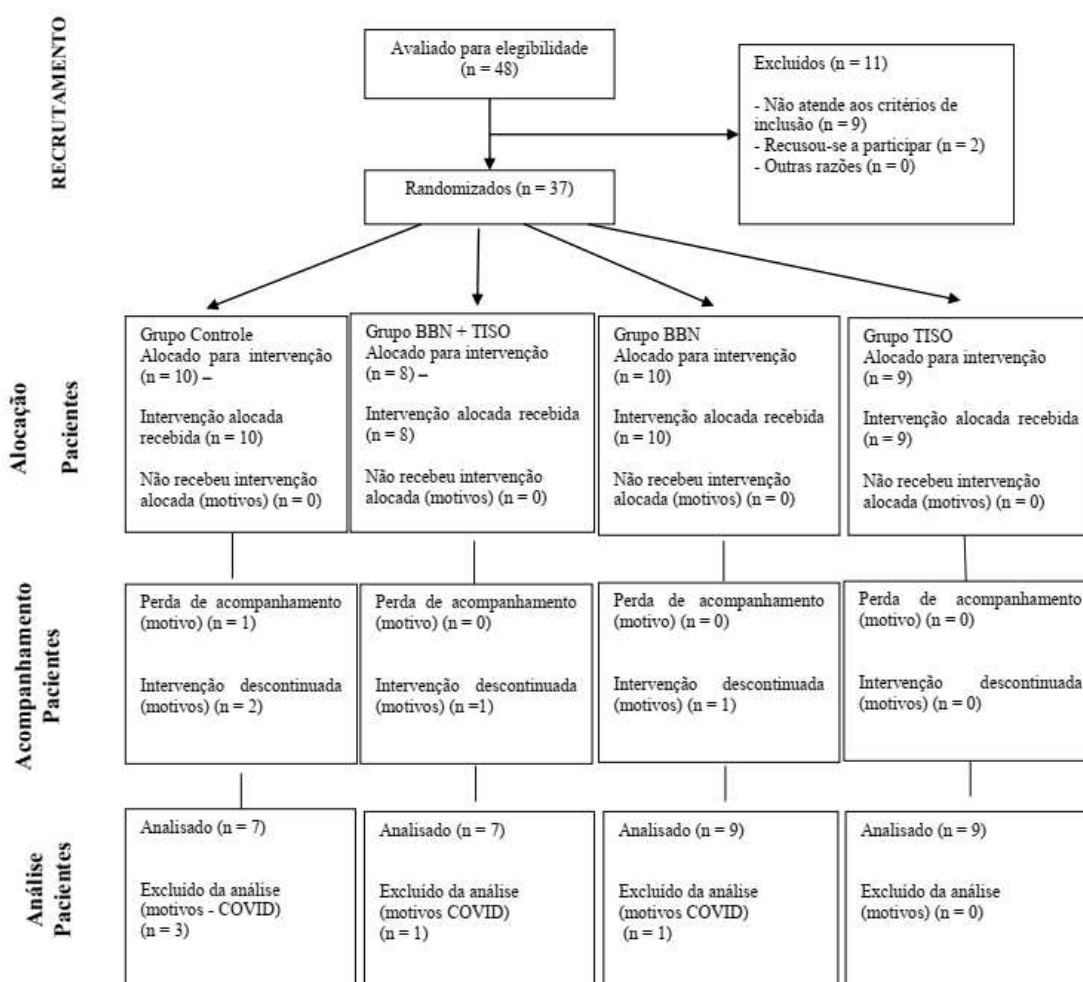 RECRUTAMENTO
Avaliado para elegibilidade
(n = 48)
Excluídos (n = 11)
- Não atende aos critérios de
inclusão (n = 9)
- Recusou-se a participar (n = 2)
- Outras razões (n = 0)
Randomizados (n = 37)
Alocação
Pacientes
Grupo Controle
Alocado para intervenção
(n = 10) –
Intervenção alocada
recebida (n = 10)
Não recebeu intervenção
alocada (motivos) (n = 0)
Grupo BBN + TISO
Alocado para intervenção
(n = 8) –
Intervenção alocada recebida
(n = 8)
Não recebeu intervenção
alocada (motivos) (n = 0)
Grupo BBN
Alocado para intervenção
(n = 10)
Intervenção alocada recebida
(n = 10)
Não recebeu intervenção
alocada (motivos) (n = 0)
Grupo TISO
Alocado para intervenção
(n = 9)
Intervenção alocada recebida
(n = 9)
Não recebeu intervenção
alocada (motivos) (n = 0)
Acompanhamento
Pacientes
Perda de acompanhamento
(motivo) (n = 1)
Intervenção descontinuada
(motivos) (n = 2)
Perda de acompanhamento
(motivo) (n = 0)
Intervenção descontinuada
(motivos) (n =1)
Perda de acompanhamento
(motivo) (n = 0)
Intervenção descontinuada
(motivos) (n = 1)
Perda de acompanhamento
(motivo) (n = 0)
Intervenção descontinuada
(motivos) (n = 0)
Análise
Pacientes
Analisado (n = 7)
Excluído da análise
(motivos - COVID)
(n = 3)
Analisado (n = 7)
Excluído da análise
(motivos COVID)
(n = 1)
Analisado (n = 9)
Excluído da análise
(motivos COVID)
(n = 1)
Analisado (n = 9)
Excluído da análise
(motivos) (n = 0)